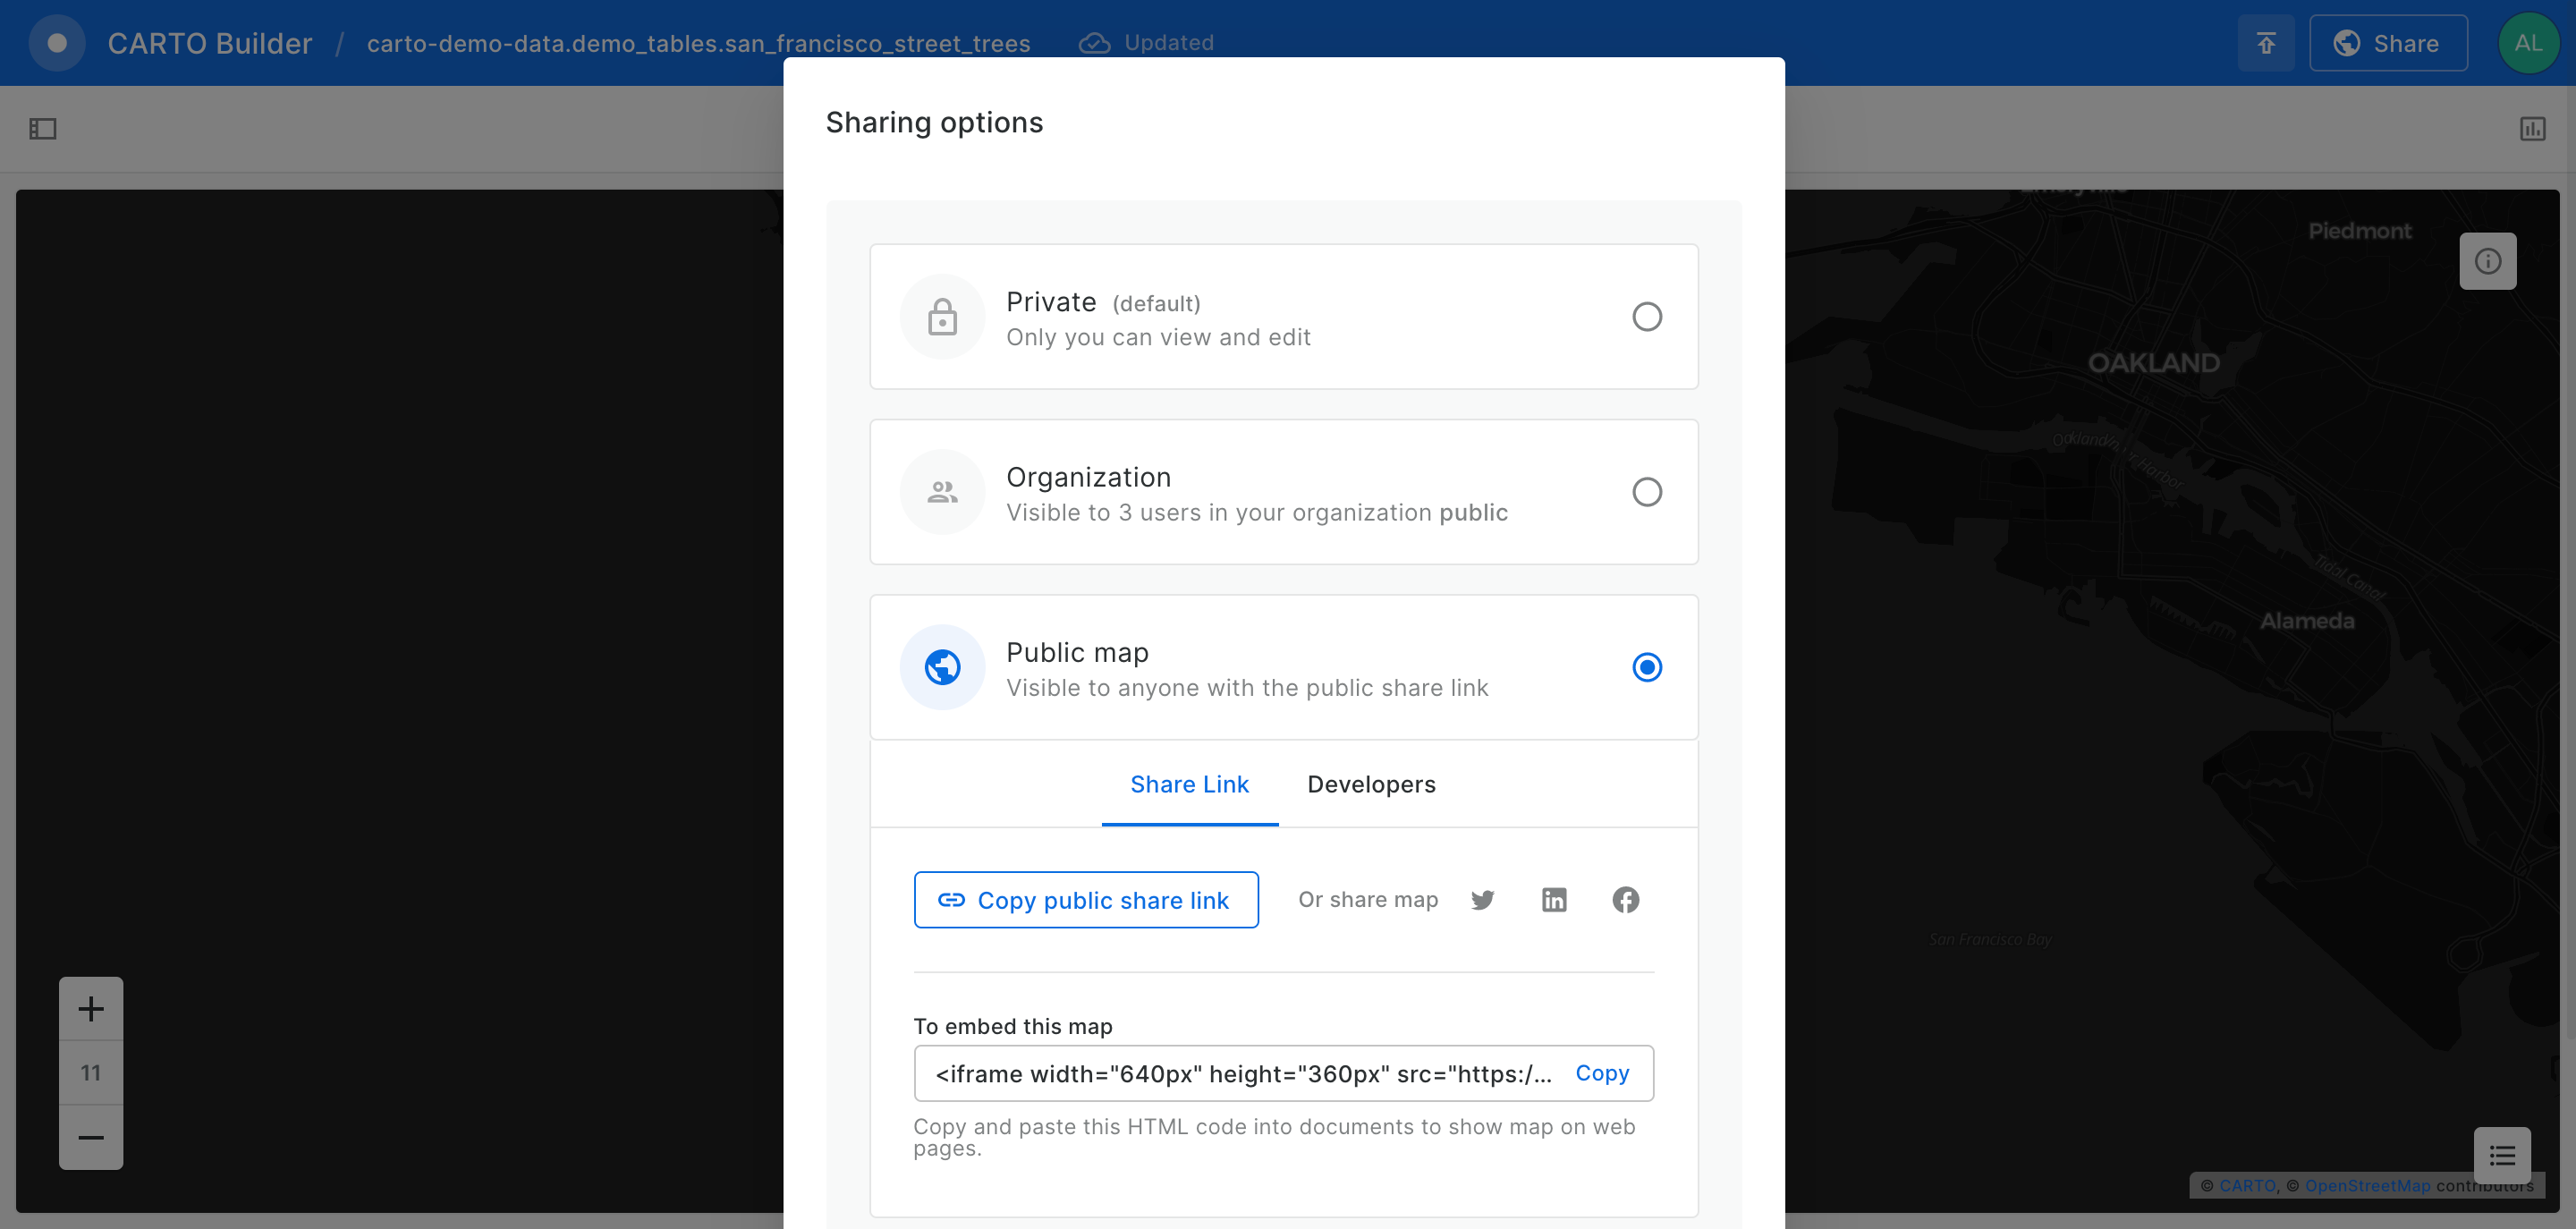 CARTO Builder / carto-demo-data.demo_tables.san_francisco_street_trees Updated Share AL
Sharing options
Private (default)
Only you can view and edit
Organization
Visible to 3 users in your organization public
Public map
Visible to anyone with the public share link
Share Link Developers
Copy public share link Or share map
To embed this map
<iframe width="640px" height="360px" src="https:/... Copy
Copy and paste this HTML code into documents to show map on web
pages.
Piedmont
OAKLAND
Tidal Canal
Alameda
San Francisco Bay
11
© CARTO, © OpenStreetMap contributors